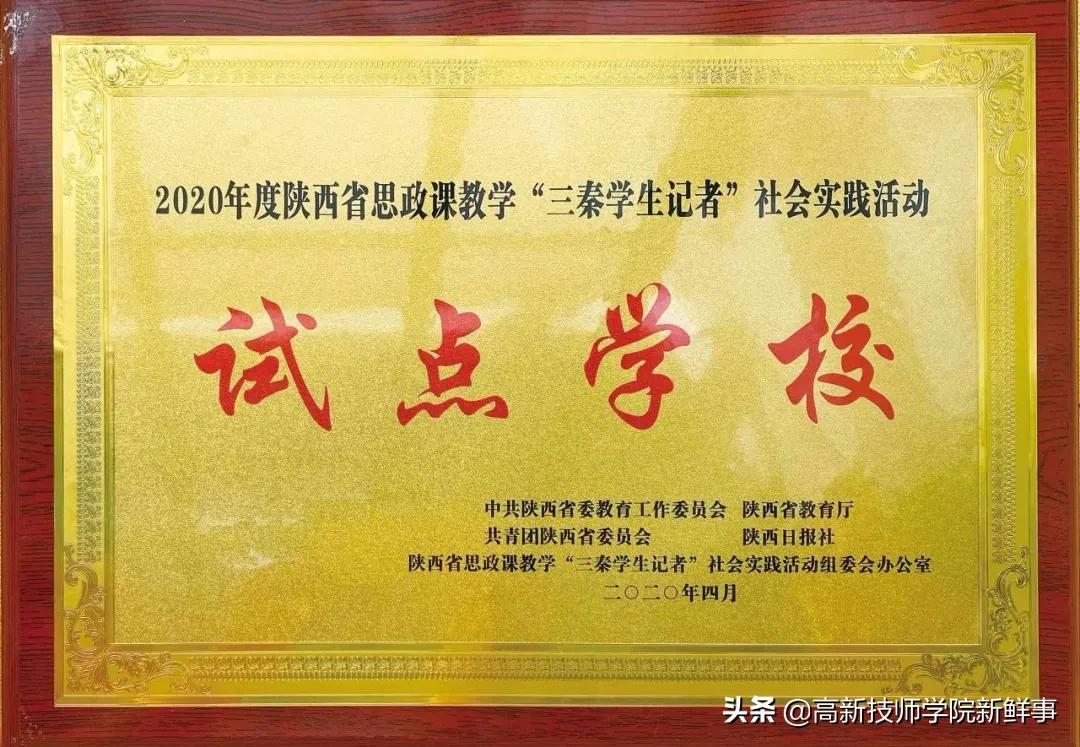 2020年度陕西省思政课教学“三秦学生记者”社会实践活动
试点学校
中共陕西省委教育工作委员会 陕西省教育厅
共青团陕西省委员会 陕西日报社
陕西省思政课教学“三秦学生记者”社会实践活动组委会办公室
二〇二〇年四月
头条 @高新技师学院新鲜事